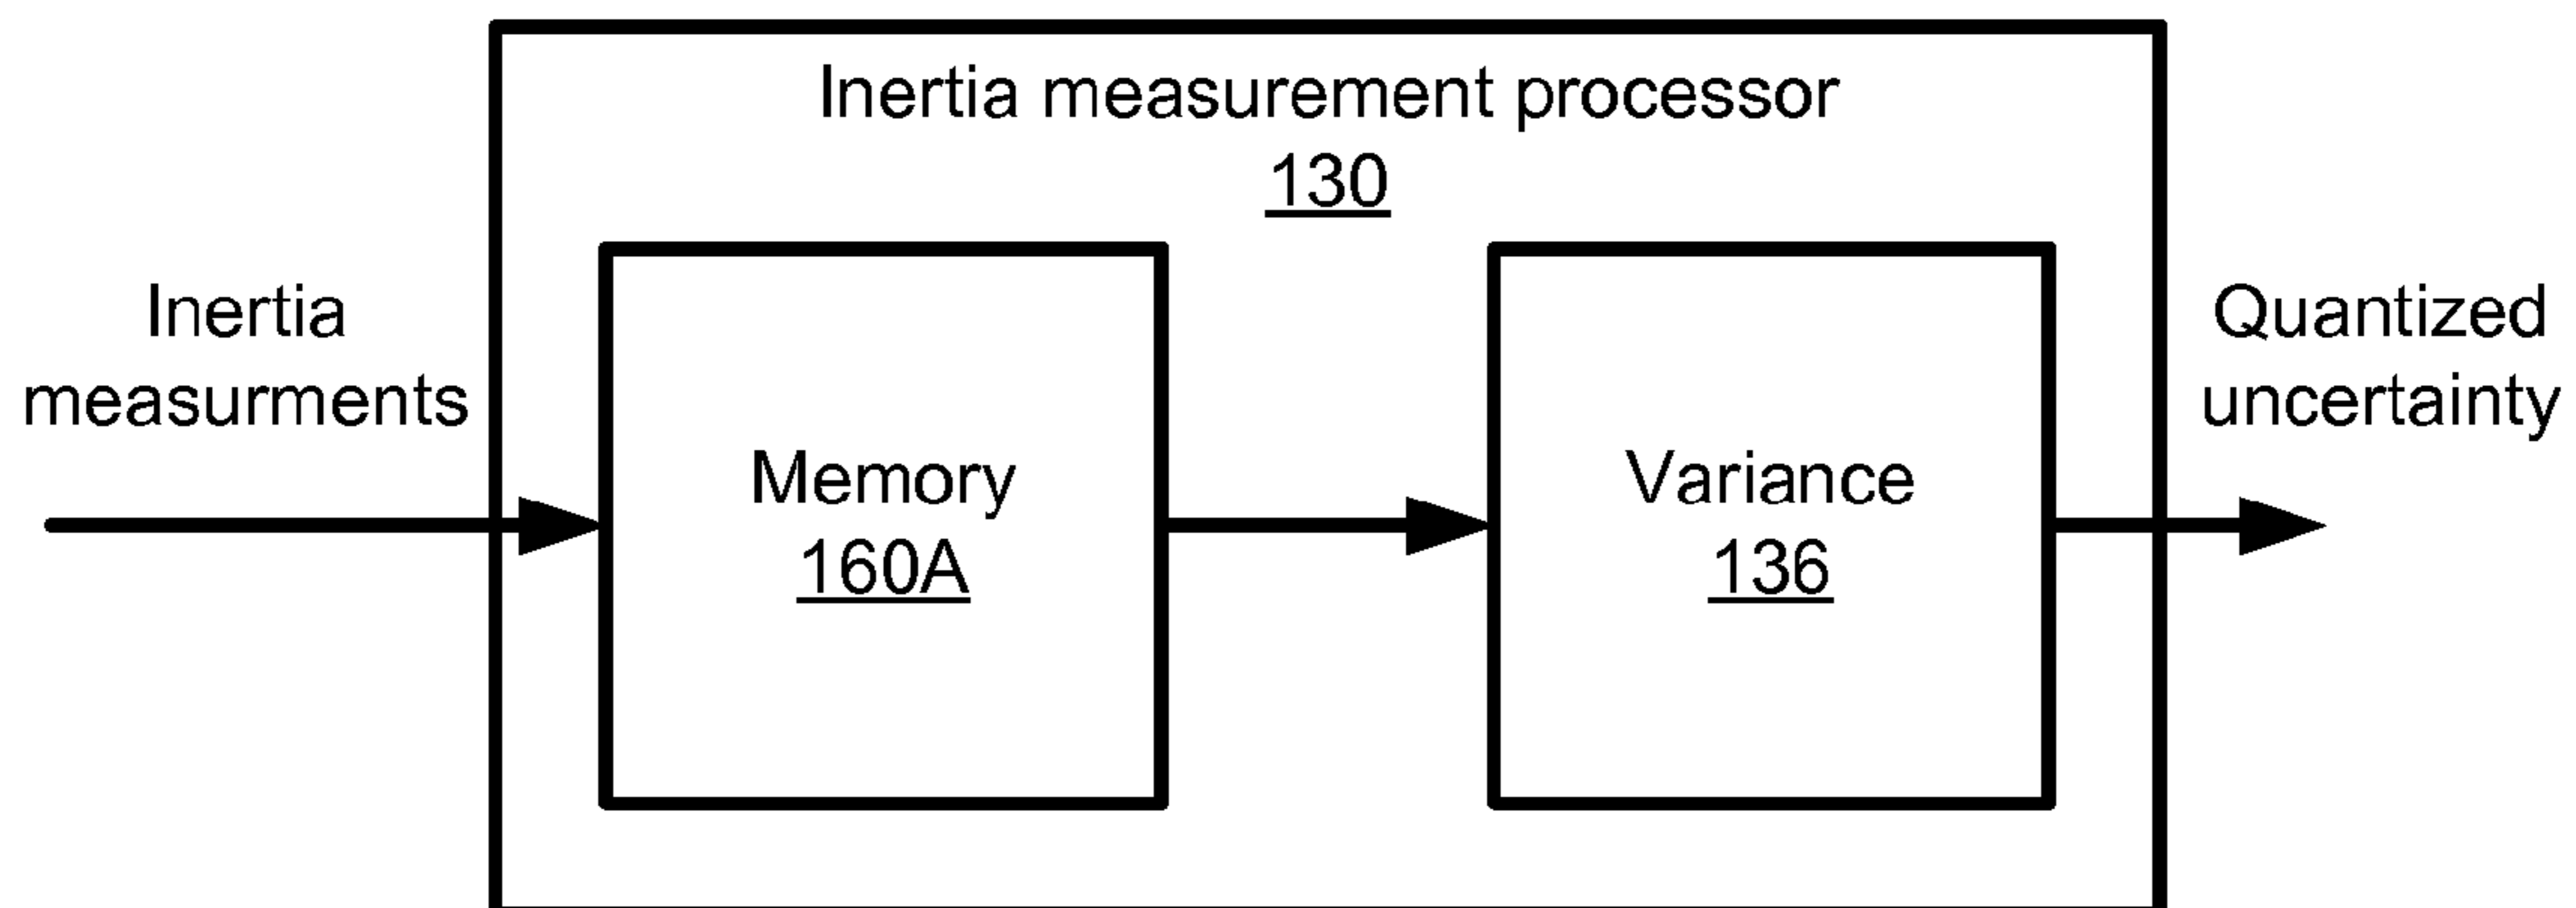 Inertia measurement processor
130
Inertia
measurments
Memory
160A
Variance
136
Quantized
uncertainty